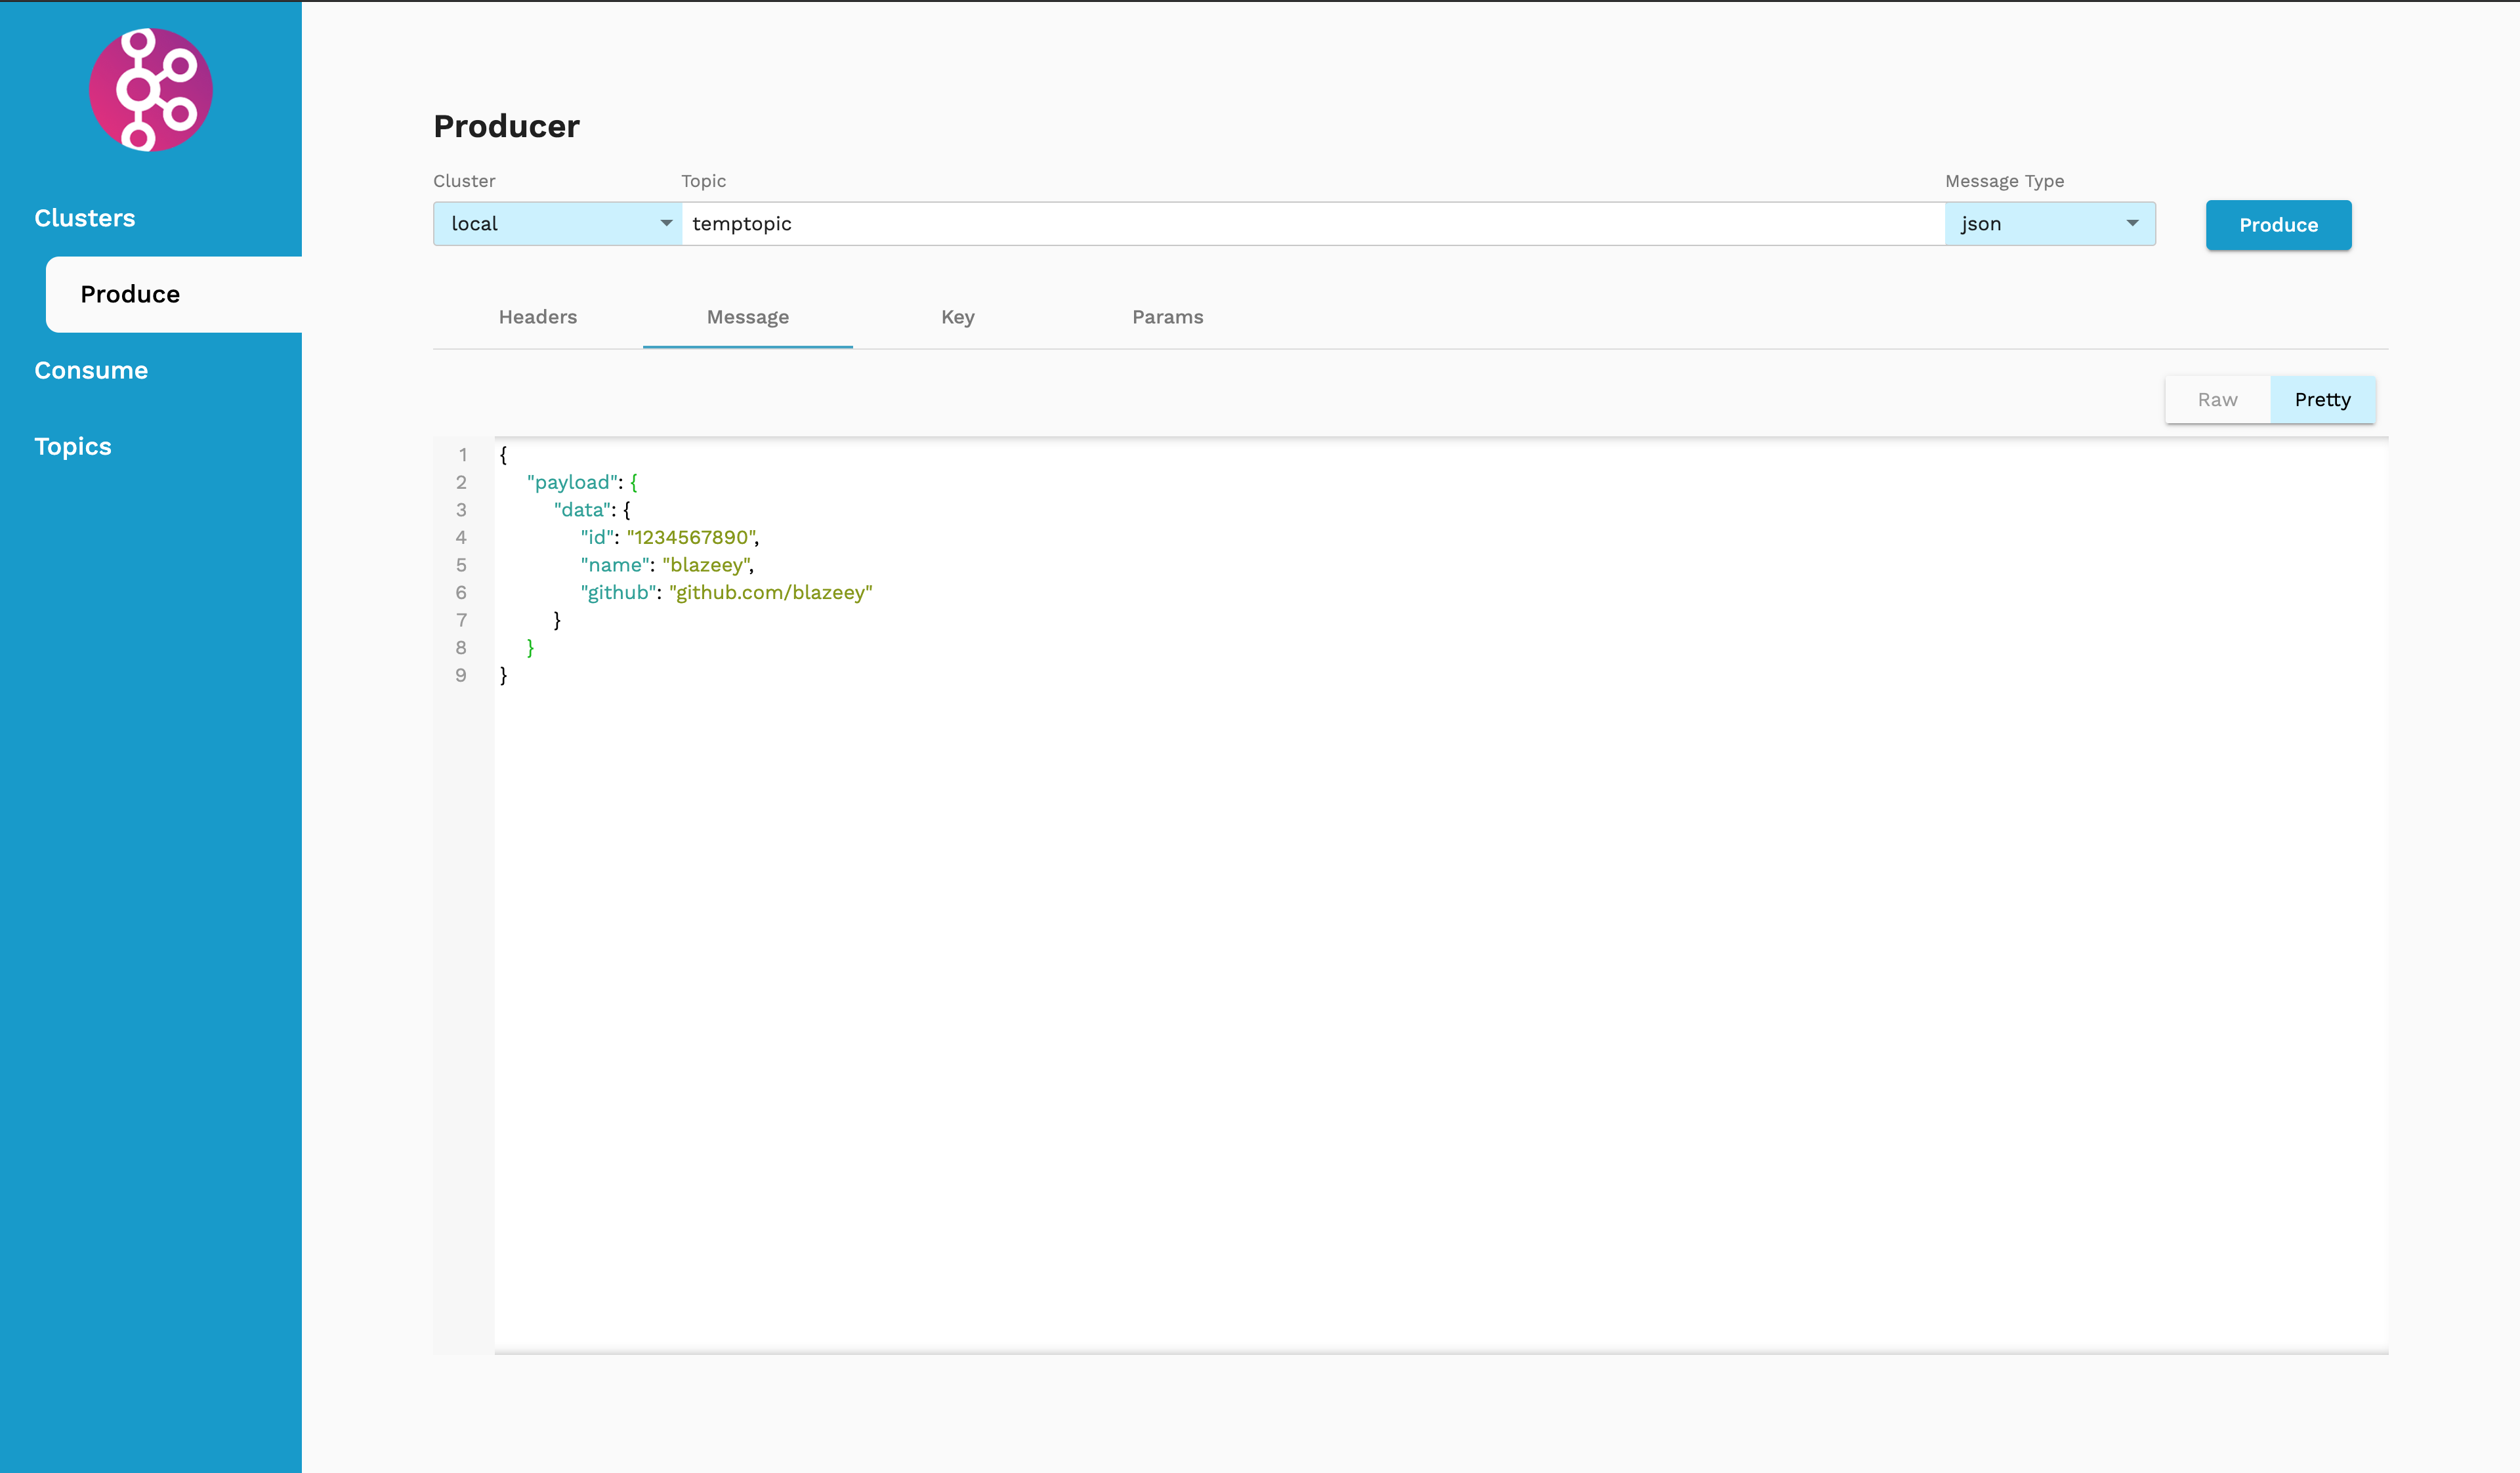 Clusters
Produce
Consume
Topics
Producer
Cluster Topic Message Type
local temptopic json Produce
Headers Message Key Params
Raw Pretty
1 {
2 "payload": {
3 "data": {
4 "id": "1234567890",
5 "name": "blazeey",
6 "github": "github.com/blazeey"
7 }
8 }
9 }